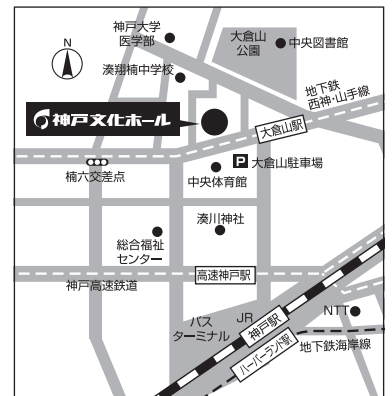 N
神戸大学
医学部
大倉山
公園
中央図書館
湊翔楠中学校
地下鉄
西神・山手線
神戸文化ホール
大倉山駅
P 大倉山駐車場
楠六交差点
中央体育館
湊川神社
総合福祉
センター
高速神戸駅
神戸高速鉄道
バス
ターミナル
JR
神戸駅
NTT
ハーバーランド駅
地下鉄海岸線